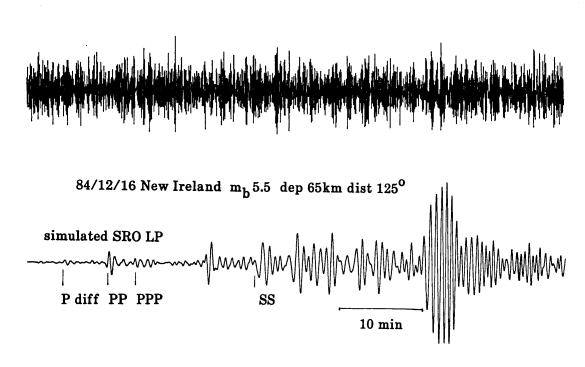 84/12/16 New Ireland mb 5.5 dep 65km dist 125°
simulated SRO LP
P diff PP PPP SS
10 min